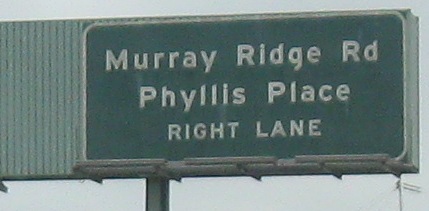 Murray Ridge Rd
Phyllis Place
RIGHT LANE